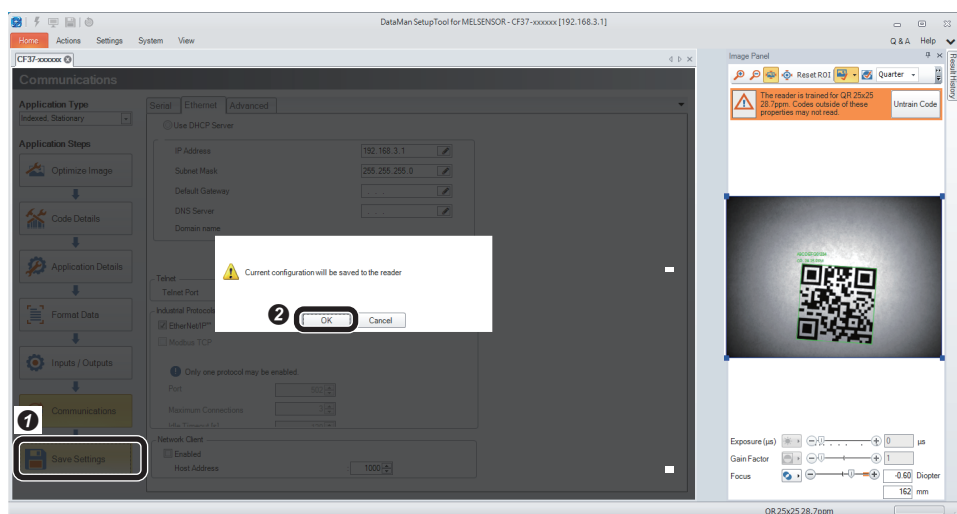 DataMan SetupTool for MELSENSOR - CF37-xxxxxx [192.168.3.1]
Home Actions Settings System View
Q & A Help
CF37-xxxxxx
Communications
Application Type
Indexed, Stationary
Application Steps
Optimize Image
Code Details
Application Details
Format Data
Inputs / Outputs
Communications
1
Save Settings
Serial Ethernet Advanced
Use DHCP Server
IP Address 192.168.3.1
Subnet Mask 255.255.255.0
Default Gateway . . .
DNS Server . . .
Domain name
Current configuration will be saved to the reader
2 OK Cancel
Telnet
Telnet Port
Industrial Protocols
EtherNet/IP™
Modbus TCP
Only one protocol may be enabled
Port 502
Maximum Connections
Network Client
Enabled
Host Address 1000
Image Panel
Reset ROI Quarter
The reader is trained for QR 25x25
28.7ppm. Codes outside of these
properties may not read.
Untrain Code
Result History
Exposure (μs) 0 μs
Gain Factor 1
Focus -0.60 Diopter
162 mm
QR 25x25 28.7ppm